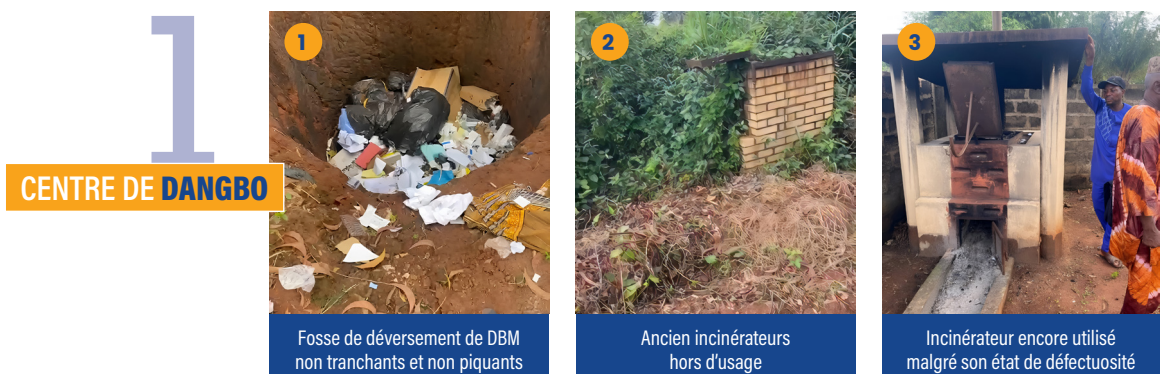 1
CENTRE DE DANGBO
1
Fosse de déversement de DBM
non tranchants et non piquants
2
Ancien incinérateurs
hors d'usage
3
Incinérateur encore utilisé
malgré son état de défectuosité